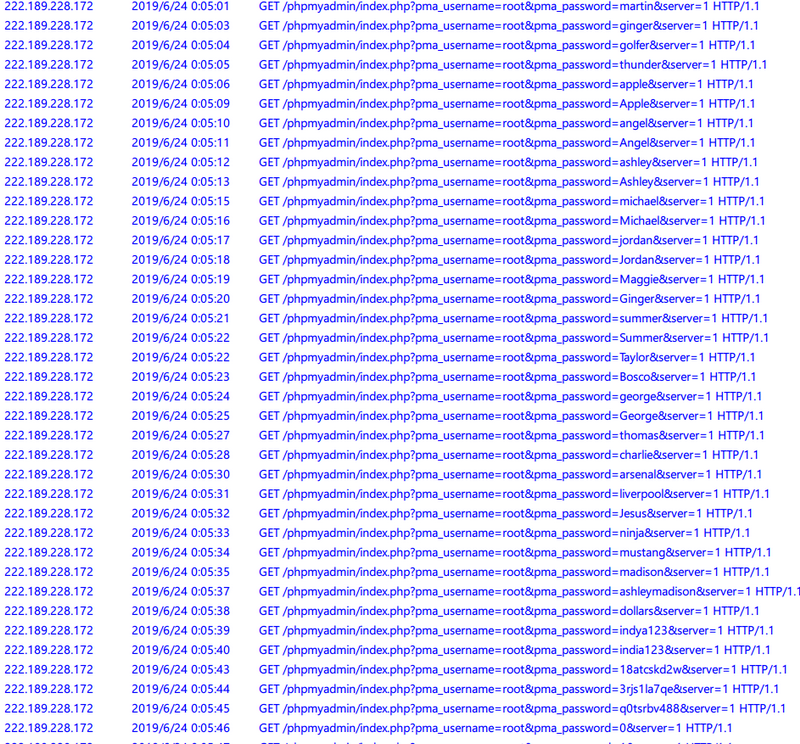 222.189.228.172 2019/6/24 0:05:01 GET /phpmyadmin/index.php?pma_username=root&pma_password=martin&server=1 HTTP/1.1
222.189.228.172 2019/6/24 0:05:03 GET /phpmyadmin/index.php?pma_username=root&pma_password=ginger&server=1 HTTP/1.1
222.189.228.172 2019/6/24 0:05:04 GET /phpmyadmin/index.php?pma_username=root&pma_password=golfer&server=1 HTTP/1.1
222.189.228.172 2019/6/24 0:05:05 GET /phpmyadmin/index.php?pma_username=root&pma_password=thunder&server=1 HTTP/1.1
222.189.228.172 2019/6/24 0:05:06 GET /phpmyadmin/index.php?pma_username=root&pma_password=apple&server=1 HTTP/1.1
222.189.228.172 2019/6/24 0:05:09 GET /phpmyadmin/index.php?pma_username=root&pma_password=Apple&server=1 HTTP/1.1
222.189.228.172 2019/6/24 0:05:10 GET /phpmyadmin/index.php?pma_username=root&pma_password=angel&server=1 HTTP/1.1
222.189.228.172 2019/6/24 0:05:11 GET /phpmyadmin/index.php?pma_username=root&pma_password=Angel&server=1 HTTP/1.1
222.189.228.172 2019/6/24 0:05:12 GET /phpmyadmin/index.php?pma_username=root&pma_password=ashley&server=1 HTTP/1.1
222.189.228.172 2019/6/24 0:05:13 GET /phpmyadmin/index.php?pma_username=root&pma_password=Ashley&server=1 HTTP/1.1
222.189.228.172 2019/6/24 0:05:15 GET /phpmyadmin/index.php?pma_username=root&pma_password=michael&server=1 HTTP/1.1
222.189.228.172 2019/6/24 0:05:16 GET /phpmyadmin/index.php?pma_username=root&pma_password=Michael&server=1 HTTP/1.1
222.189.228.172 2019/6/24 0:05:17 GET /phpmyadmin/index.php?pma_username=root&pma_password=jordan&server=1 HTTP/1.1
222.189.228.172 2019/6/24 0:05:18 GET /phpmyadmin/index.php?pma_username=root&pma_password=Jordan&server=1 HTTP/1.1
222.189.228.172 2019/6/24 0:05:19 GET /phpmyadmin/index.php?pma_username=root&pma_password=Maggie&server=1 HTTP/1.1
222.189.228.172 2019/6/24 0:05:20 GET /phpmyadmin/index.php?pma_username=root&pma_password=Ginger&server=1 HTTP/1.1
222.189.228.172 2019/6/24 0:05:21 GET /phpmyadmin/index.php?pma_username=root&pma_password=summer&server=1 HTTP/1.1
222.189.228.172 2019/6/24 0:05:22 GET /phpmyadmin/index.php?pma_username=root&pma_password=Summer&server=1 HTTP/1.1
222.189.228.172 2019/6/24 0:05:22 GET /phpmyadmin/index.php?pma_username=root&pma_password=Taylor&server=1 HTTP/1.1
222.189.228.172 2019/6/24 0:05:23 GET /phpmyadmin/index.php?pma_username=root&pma_password=Bosco&server=1 HTTP/1.1
222.189.228.172 2019/6/24 0:05:24 GET /phpmyadmin/index.php?pma_username=root&pma_password=george&server=1 HTTP/1.1
222.189.228.172 2019/6/24 0:05:25 GET /phpmyadmin/index.php?pma_username=root&pma_password=George&server=1 HTTP/1.1
222.189.228.172 2019/6/24 0:05:27 GET /phpmyadmin/index.php?pma_username=root&pma_password=thomas&server=1 HTTP/1.1
222.189.228.172 2019/6/24 0:05:28 GET /phpmyadmin/index.php?pma_username=root&pma_password=charlie&server=1 HTTP/1.1
222.189.228.172 2019/6/24 0:05:30 GET /phpmyadmin/index.php?pma_username=root&pma_password=arsenal&server=1 HTTP/1.1
222.189.228.172 2019/6/24 0:05:31 GET /phpmyadmin/index.php?pma_username=root&pma_password=liverpool&server=1 HTTP/1.1
222.189.228.172 2019/6/24 0:05:32 GET /phpmyadmin/index.php?pma_username=root&pma_password=Jesus&server=1 HTTP/1.1
222.189.228.172 2019/6/24 0:05:33 GET /phpmyadmin/index.php?pma_username=root&pma_password=ninja&server=1 HTTP/1.1
222.189.228.172 2019/6/24 0:05:34 GET /phpmyadmin/index.php?pma_username=root&pma_password=mustang&server=1 HTTP/1.1
222.189.228.172 2019/6/24 0:05:35 GET /phpmyadmin/index.php?pma_username=root&pma_password=madison&server=1 HTTP/1.1
222.189.228.172 2019/6/24 0:05:37 GET /phpmyadmin/index.php?pma_username=root&pma_password=ashleymadison&server=1 HTTP/1.1
222.189.228.172 2019/6/24 0:05:38 GET /phpmyadmin/index.php?pma_username=root&pma_password=dollars&server=1 HTTP/1.1
222.189.228.172 2019/6/24 0:05:39 GET /phpmyadmin/index.php?pma_username=root&pma_password=indya123&server=1 HTTP/1.1
222.189.228.172 2019/6/24 0:05:40 GET /phpmyadmin/index.php?pma_username=root&pma_password=india123&server=1 HTTP/1.1
222.189.228.172 2019/6/24 0:05:43 GET /phpmyadmin/index.php?pma_username=root&pma_password=18atcskd2w&server=1 HTTP/1.1
222.189.228.172 2019/6/24 0:05:44 GET /phpmyadmin/index.php?pma_username=root&pma_password=3rjs1la7qe&server=1 HTTP/1.1
222.189.228.172 2019/6/24 0:05:45 GET /phpmyadmin/index.php?pma_username=root&pma_password=q0tsrbv488&server=1 HTTP/1.1
222.189.228.172 2019/6/24 0:05:46 GET /phpmyadmin/index.php?pma_username=root&pma_password=0&server=1 HTTP/1.1